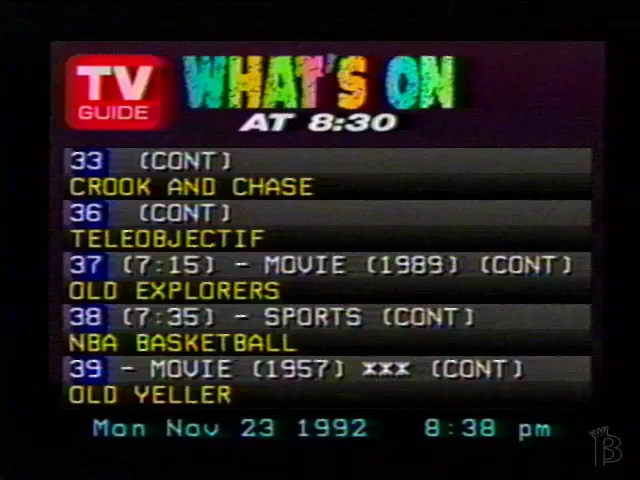 TV
GUIDE
WHAT'S ON
AT 8:30
33 (CONT)
CROOK AND CHASE
36 (CONT)
TELEOBJECTIF
37 (7:15) - MOVIE (1989) (CONT)
OLD EXPLORERS
38 (7:35) - SPORTS (CONT)
NBA BASKETBALL
39 - MOVIE (1957) *** (CONT)
OLD YELLER
Mon Nov 23 1992 8:38 pm
B